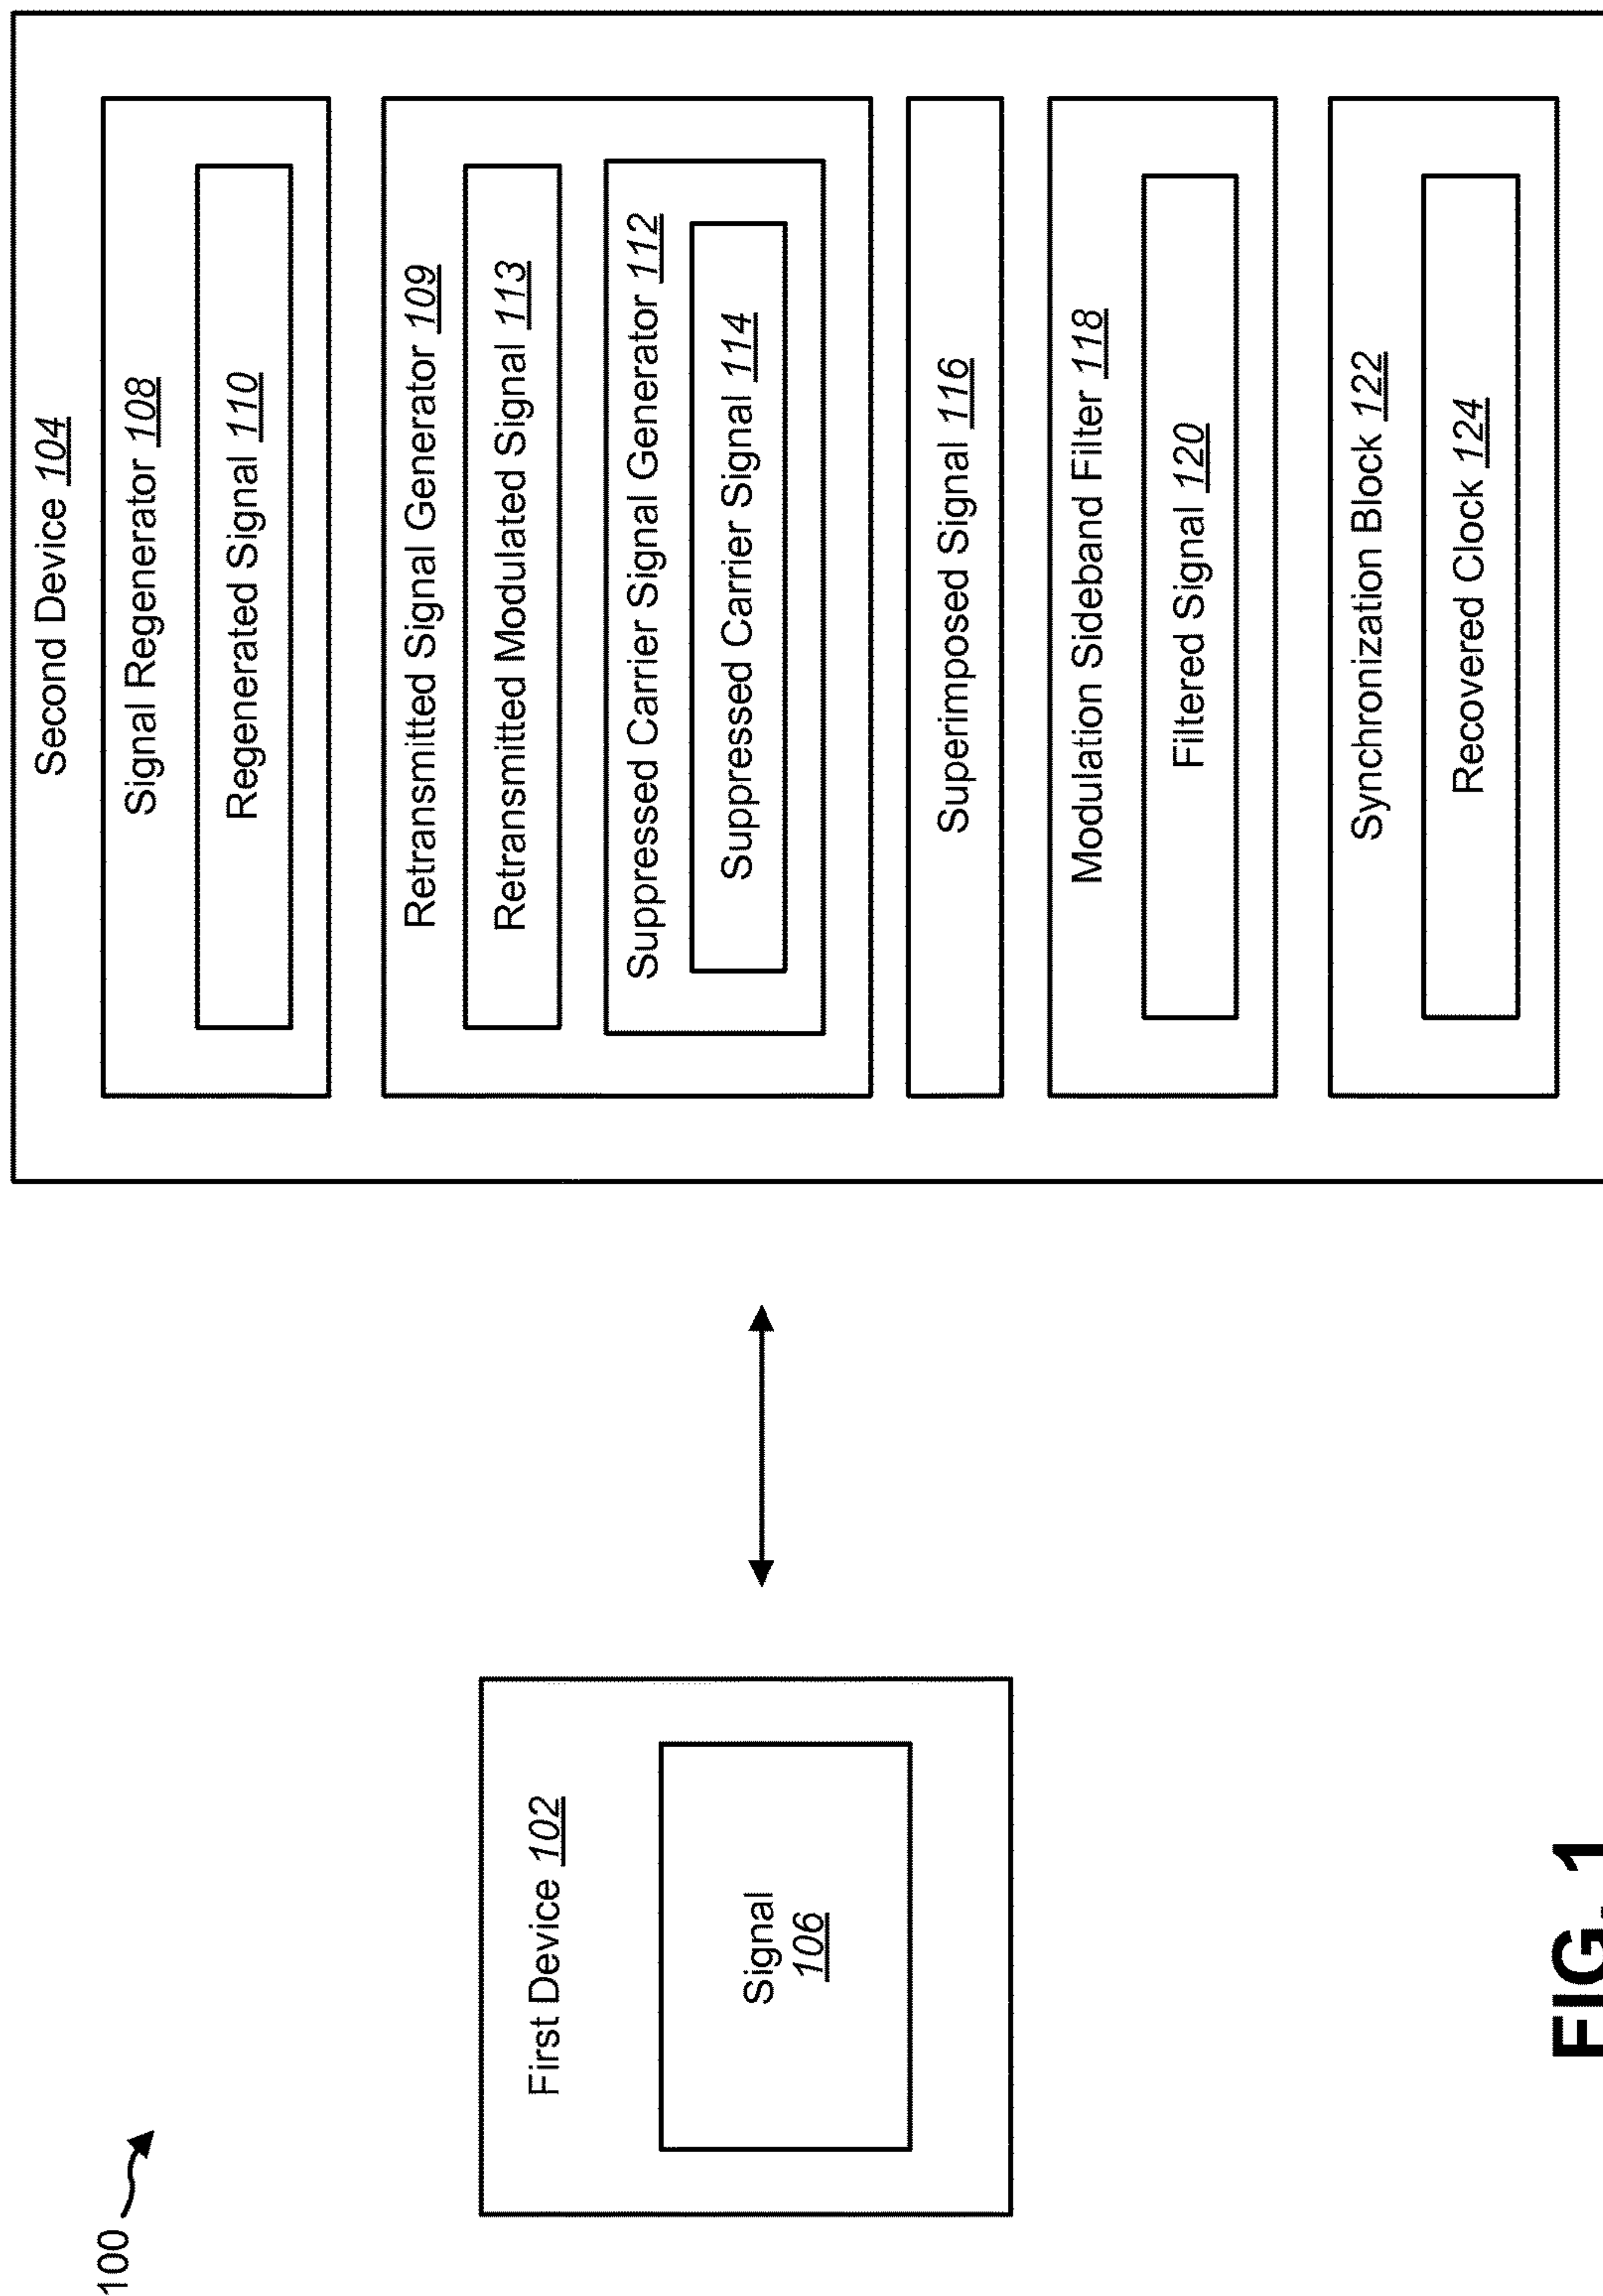 100
First Device 102
Signal
106
Second Device 104
Signal Regenerator 108
Regenerated Signal 110
Retransmitted Signal Generator 109
Retransmitted Modulated Signal 113
Suppressed Carrier Signal Generator 112
Suppressed Carrier Signal 114
Superimposed Signal 116
Modulation Sideband Filter 118
Filtered Signal 120
Synchronization Block 122
Recovered Clock 124
FIG. 1